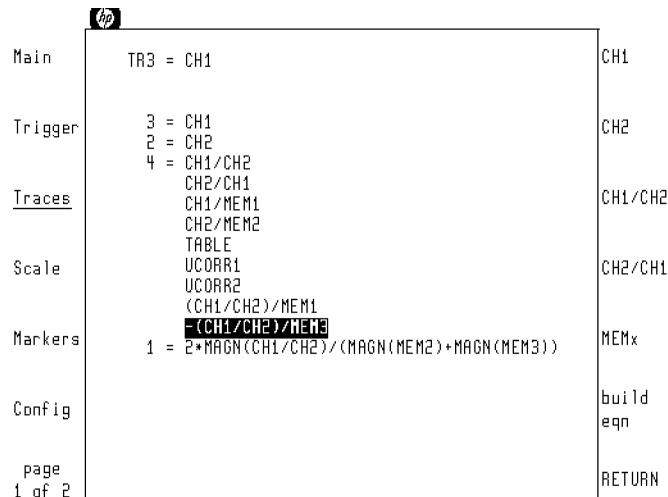 hp
Main
Trigger
Traces
Scale
Markers
Config
page
1 of 2
TR3 = CH1
3 = CH1
2 = CH2
4 = CH1/CH2
CH2/CH1
CH1/MEM1
CH2/MEM2
TABLE
UCORR1
UCORR2
(CH1/CH2)/MEM1
-(CH1/CH2)/MEM3
1 = 2*MAGN(CH1/CH2)/(MAGN(MEM2)+MAGN(MEM3))
CH1
CH2
CH1/CH2
CH2/CH1
MEMx
build
eqn
RETURN